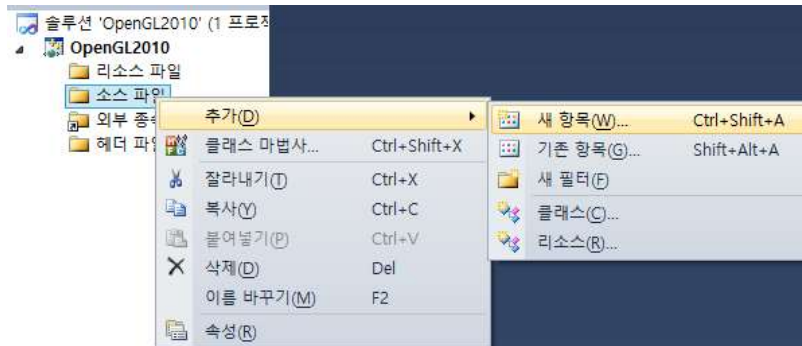 솔루션 'OpenGL2010' (1 프로젝
OpenGL2010
리소스 파일
소스 파일
외부 종속
헤더 파일
추가(D)
클래스 마법사... Ctrl+Shift+X
잘라내기(T) Ctrl+X
복사(Y) Ctrl+C
붙여넣기(P) Ctrl+V
삭제(D) Del
이름 바꾸기(M) F2
속성(R)
새 항목(W)... Ctrl+Shift+A
기존 항목(G)... Shift+Alt+A
새 필터(F)
클래스(C)...
리소스(R)...